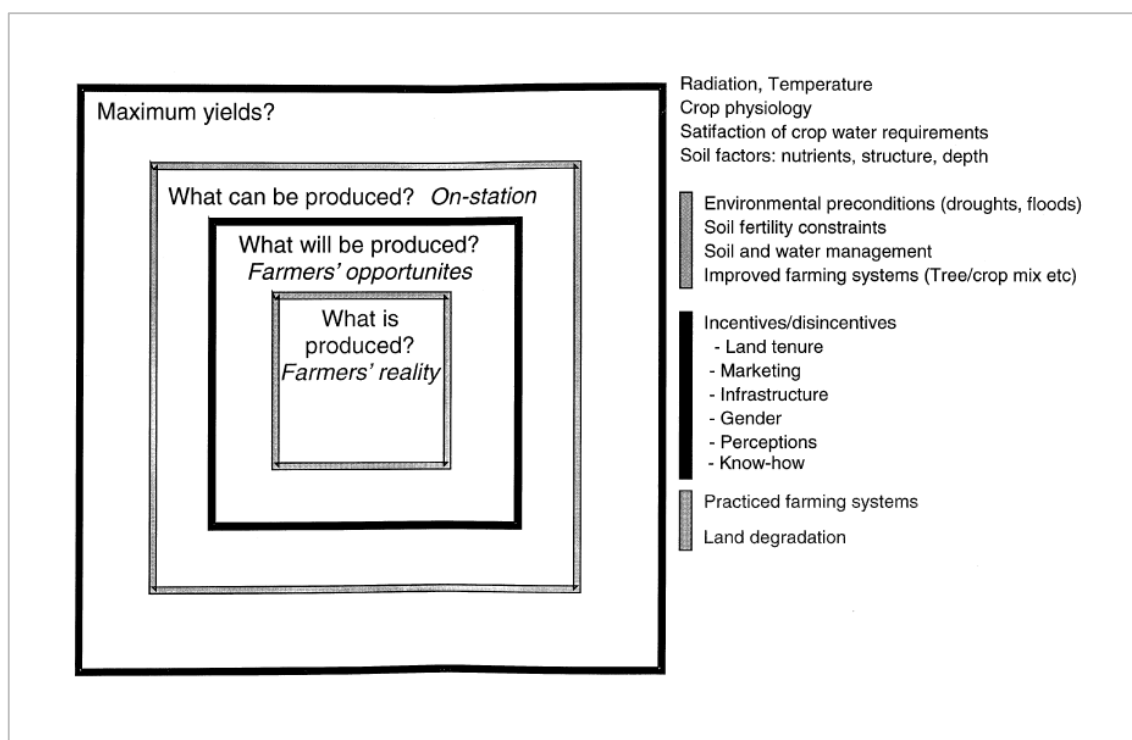 Maximum yields?
What can be produced? On-station
What will be produced?
Farmers' opportunites
What is
produced?
Farmers' reality
Radiation, Temperature
Crop physiology
Satifaction of crop water requirements
Soil factors: nutrients, structure, depth
Environmental preconditions (droughts, floods)
Soil fertility constraints
Soil and water management
Improved farming systems (Tree/crop mix etc)
Incentives/disincentives
- Land tenure
- Marketing
- Infrastructure
- Gender
- Perceptions
- Know-how
Practiced farming systems
Land degradation